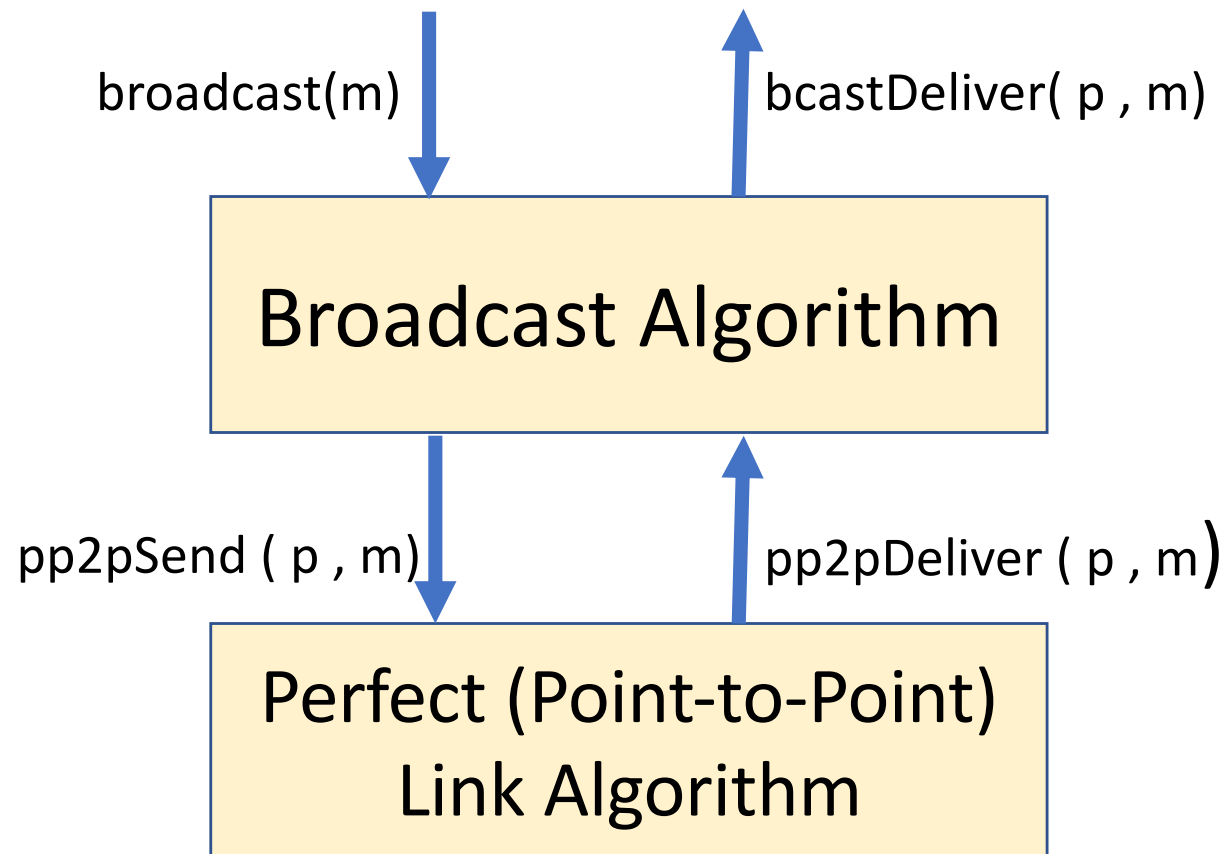 broadcast(m)
bcastDeliver( p , m)
Broadcast Algorithm
pp2pSend ( p , m)
pp2pDeliver ( p , m)
Perfect (Point-to-Point)
Link Algorithm